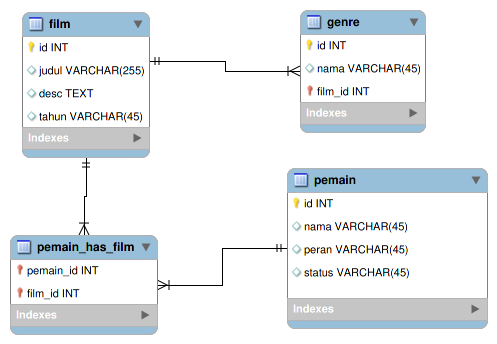 film
id INT
judul VARCHAR(255)
desc TEXT
tahun VARCHAR(45)
Indexes
genre
id INT
nama VARCHAR(45)
film_id INT
Indexes
pemain_has_film
pemain_id INT
film_id INT
Indexes
pemain
id INT
nama VARCHAR(45)
peran VARCHAR(45)
status VARCHAR(45)
Indexes